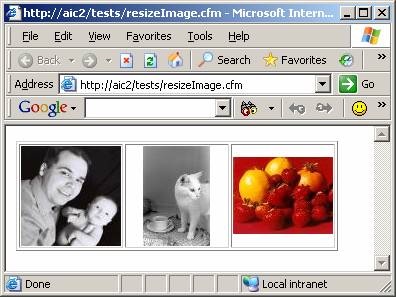 http://aic2/tests/resizeImage.cfm - Microsoft Intern...
File Edit View Favorites Tools Help
Back Search Favorites
Address http://aic2/tests/resizeImage.cfm Go
Google
Done Local intranet